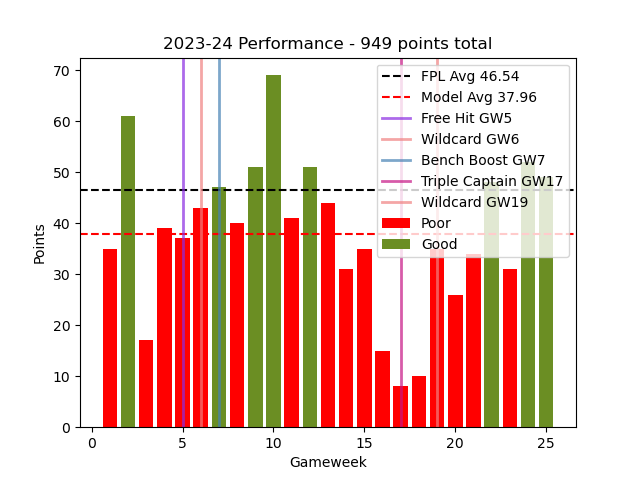 2023-24 Performance - 949 points total
70
60
50
40
30
20
10
0
Points
FPL Avg 46.54
Model Avg 37.96
Free Hit GW5
Wildcard GW6
Bench Boost GW7
Triple Captain GW17
Wildcard GW19
Poor
Good
0 5 10 15 20 25
Gameweek